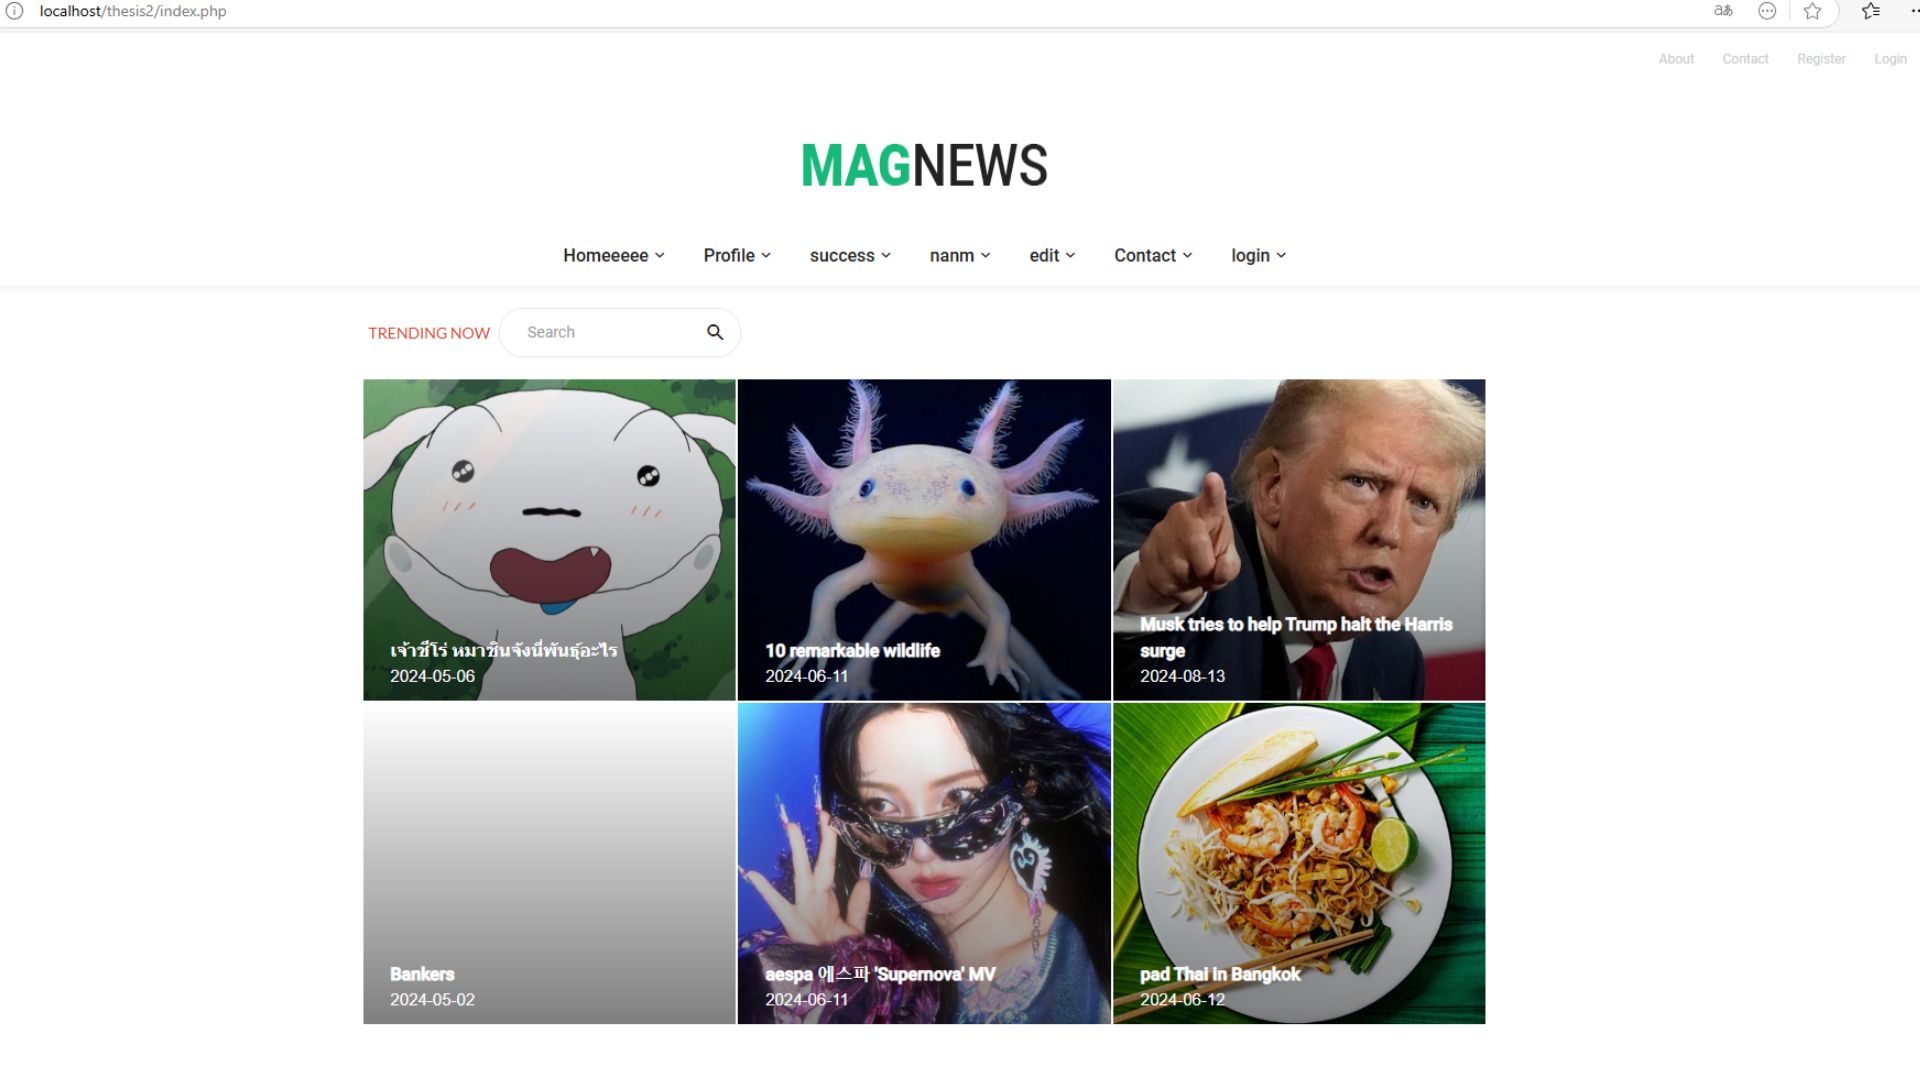 localhost/thesis2/index.php
About Contact Register Login
MAGNEWS
Homeeeee Profile success nanm edit Contact login
TRENDING NOW Search
เจ้าชิโร่ หมาชินจังนี่พันธุ์อะไร
2024-05-06
10 remarkable wildlife
2024-06-11
Musk tries to help Trump halt the Harris
surge
2024-08-13
Bankers
2024-05-02
aespa 에스파 'Supernova' MV
2024-06-11
pad Thai in Bangkok
2024-06-12